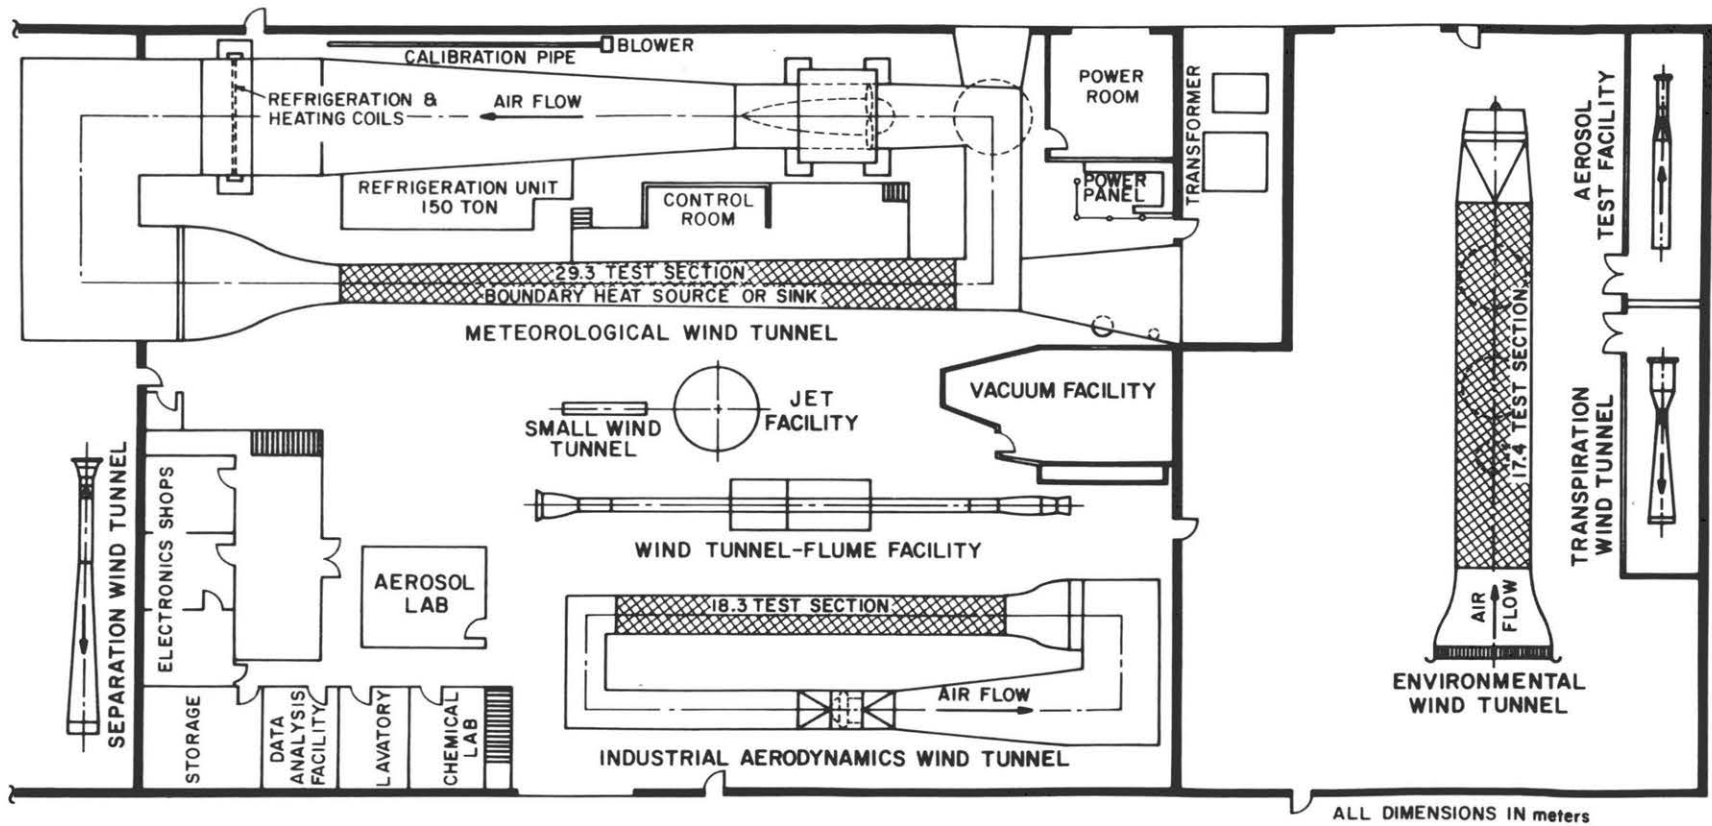 BLOWER
CALIBRATION PIPE
REFRIGERATION &
HEATING COILS
AIR FLOW
POWER
ROOM
TRANSFORMER
POWER
PANEL
REFRIGERATION UNIT
150 TON
CONTROL
ROOM
29.3 TEST SECTION
BOUNDARY HEAT SOURCE OR SINK
METEOROLOGICAL WIND TUNNEL
AEROSOL
TEST FACILITY
VACUUM FACILITY
JET
FACILITY
SMALL WIND
TUNNEL
17.4 TEST SECTION
TRANSPIRATION
WIND TUNNEL
SEPARATION WIND TUNNEL
ELECTRONICS SHOPS
WIND TUNNEL-FLUME FACILITY
AEROSOL
LAB
18.3 TEST SECTION
AIR
FLOW
AIR FLOW
ENVIRONMENTAL
WIND TUNNEL
STORAGE
DATA
ANALYSIS
FACILITY
LAVATORY
CHEMICAL
LAB
INDUSTRIAL AERODYNAMICS WIND TUNNEL
ALL DIMENSIONS IN meters